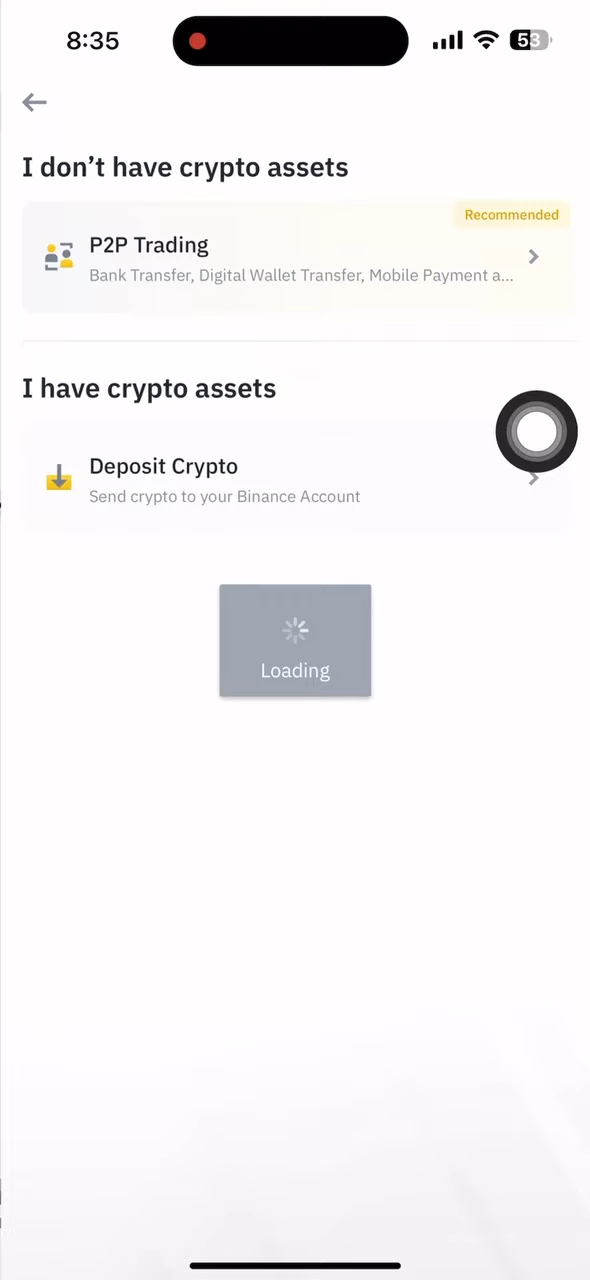 8:35
53
I don’t have crypto assets
Recommended
P2P Trading
Bank Transfer, Digital Wallet Transfer, Mobile Payment a...
I have crypto assets
Deposit Crypto
Send crypto to your Binance Account
Loading